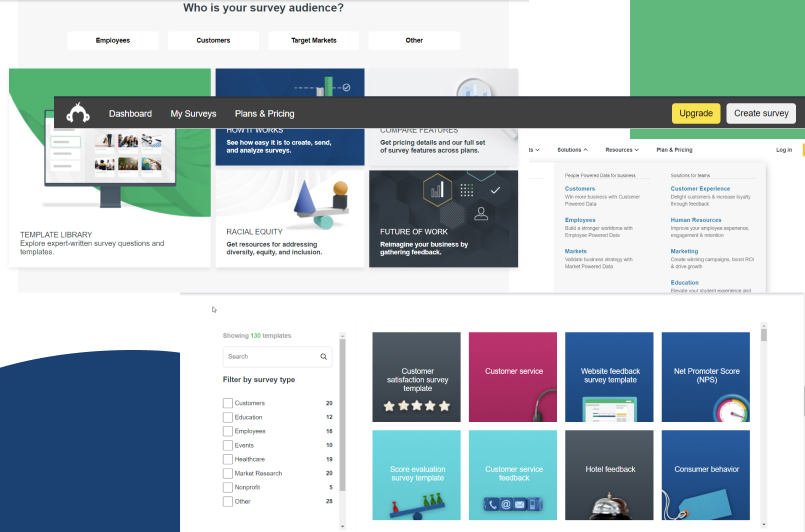 Who is your survey audience?
Employees
Customers
Target Markets
Other
Dashboard
My Surveys
Plans & Pricing
Upgrade
Create survey
HOW IT WORKS
See how easy it is to create, send,
and analyze surveys.
COMPARE FEATURES
Get pricing details and our full set
of survey features across plans.
TEMPLATE LIBRARY
Explore expert-written survey questions and
templates.
RACIAL EQUITY
Get resources for addressing
diversity, equity, and inclusion.
FUTURE OF WORK
Reimagine your business by
gathering feedback.
Solutions
Resources
Plan & Pricing
Log in
People Powered Data for business
Customers
Win more business with Customer
Powered Data
Employees
Build a stronger workforce with
Employee Powered Data
Markets
Validate business strategy with
Market Powered Data
Solutions for teams
Customer Experience
Delight customers & increase loyalty
through feedback
Human Resources
Improve your employee experience,
engagement & retention
Marketing
Create winning campaigns, boost ROI
& drive growth
Education
Elevate your student experience and
Showing 130 templates
Search
Filter by survey type
Customers 20
Education 12
Employees 16
Events 10
Healthcare 19
Market Research 20
Nonprofit 5
Other 28
Customer
satisfaction survey
template
Customer service
Website feedback
survey template
Net Promoter Score
(NPS)
Score evaluation
survey template
Customer service
feedback
Hotel feedback
Consumer behavior